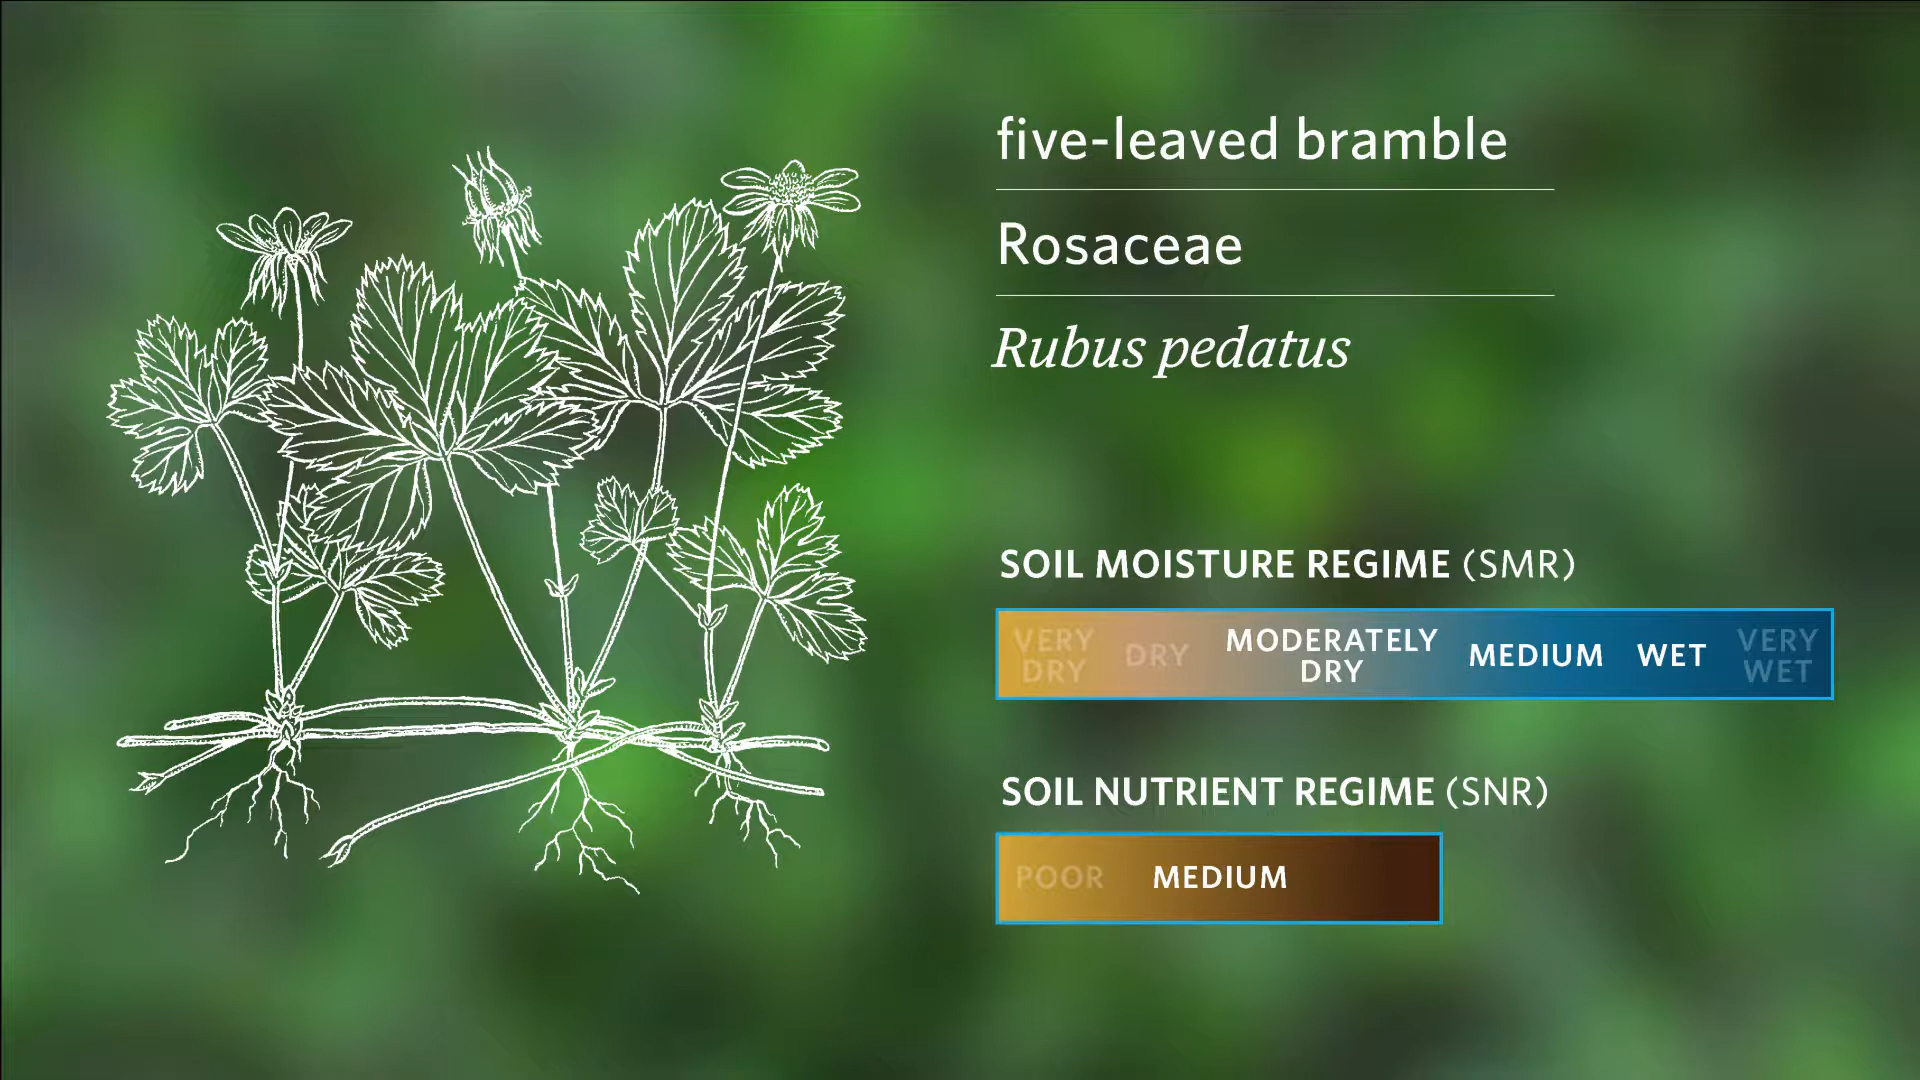 five-leaved bramble
Rosaceae
Rubus pedatus
SOIL MOISTURE REGIME (SMR)
VERY DRY DRY MODERATELY DRY MEDIUM WET VERY WET
SOIL NUTRIENT REGIME (SNR)
POOR MEDIUM